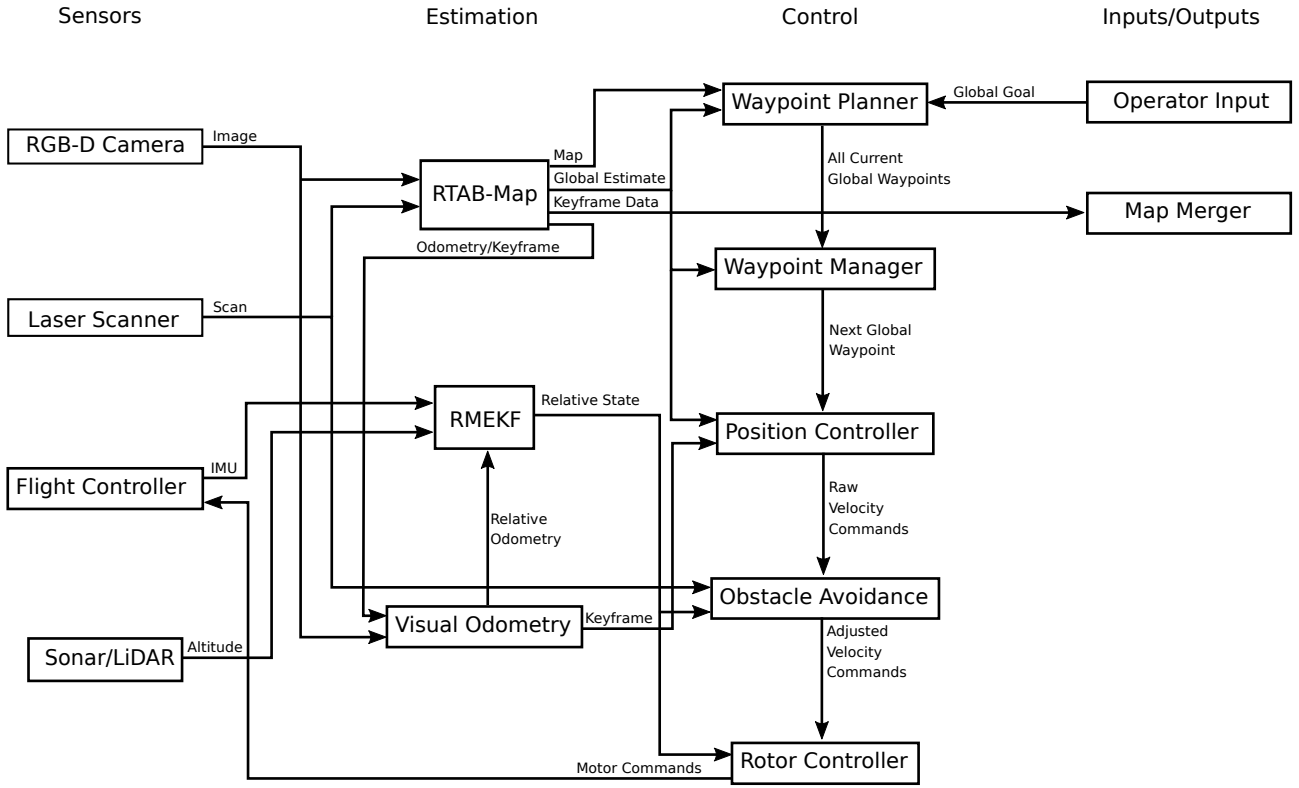 Sensors
Estimation
Control
Inputs/Outputs
Waypoint Planner
Global Goal
Operator Input
RGB-D Camera
Image
Map
All Current
Global Waypoints
RTAB-Map
Global Estimate
Keyframe Data
Map Merger
Odometry/Keyframe
Waypoint Manager
Laser Scanner
Scan
Next Global
Waypoint
RMEKF
Relative State
Position Controller
Flight Controller
IMU
Raw
Velocity
Commands
Relative
Odometry
Obstacle Avoidance
Visual Odometry
Keyframe
Sonar/LiDAR
Altitude
Adjusted
Velocity
Commands
Motor Commands
Rotor Controller